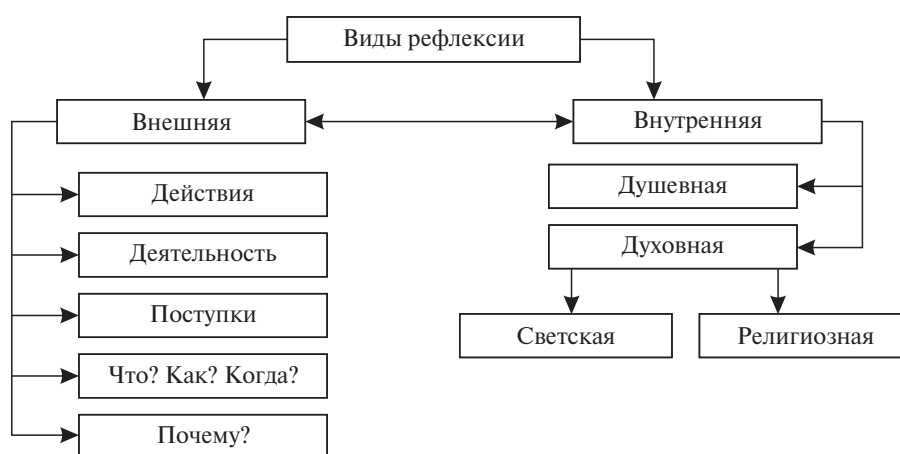 Виды рефлексии
Внешняя
Внутренняя
Действия
Деятельность
Поступки
Что? Как? Когда?
Почему?
Душевная
Духовная
Светская
Религиозная